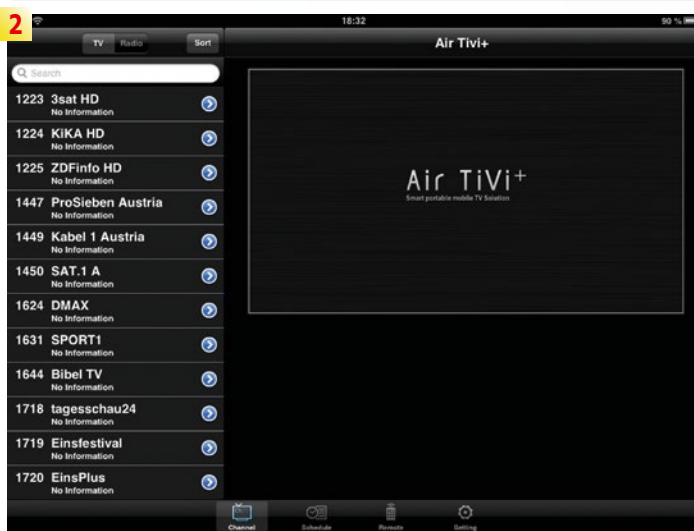 2
18:32
90 %
TV Radio Sort
Air Tivi+
Search
1223 3sat HD
No Information
1224 KiKA HD
No Information
1225 ZDFinfo HD
No Information
1447 ProSieben Austria
No Information
1449 Kabel 1 Austria
No Information
1450 SAT.1 A
No Information
1624 DMAX
No Information
1631 SPORT1
No Information
1644 Bibel TV
No Information
1718 tagesschau24
No Information
1719 Einsfestival
No Information
1720 EinsPlus
No Information
Air TiVi+
Smart portable mobile TV Solution
Channel Schedule Remote Setting